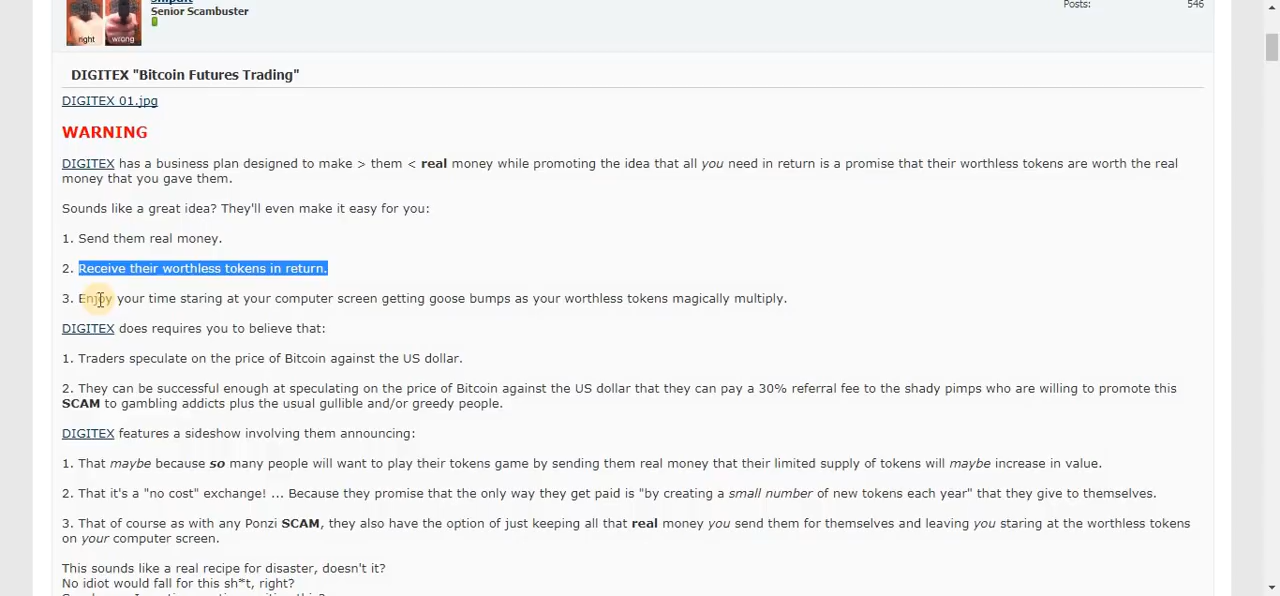 Senior Scambuster
Posts: 546
right wrong
DIGITEX "Bitcoin Futures Trading"
DIGITEX 01.jpg
WARNING
DIGITEX has a business plan designed to make > them < real money while promoting the idea that all you need in return is a promise that their worthless tokens are worth the real
money that you gave them.
Sounds like a great idea? They'll even make it easy for you:
1. Send them real money.
2. Receive their worthless tokens in return.
3. Enjoy your time staring at your computer screen getting goose bumps as your worthless tokens magically multiply.
DIGITEX does requires you to believe that:
1. Traders speculate on the price of Bitcoin against the US dollar.
2. They can be successful enough at speculating on the price of Bitcoin against the US dollar that they can pay a 30% referral fee to the shady pimps who are willing to promote this
SCAM to gambling addicts plus the usual gullible and/or greedy people.
DIGITEX features a sideshow involving them announcing:
1. That maybe because so many people will want to play their tokens game by sending them real money that their limited supply of tokens will maybe increase in value.
2. That it's a "no cost" exchange! ... Because they promise that the only way they get paid is "by creating a small number of new tokens each year" that they give to themselves.
3. That of course as with any Ponzi SCAM, they also have the option of just keeping all that real money you send them for themselves and leaving you staring at the worthless tokens
on your computer screen.
This sounds like a real recipe for disaster, doesn't it?
No idiot would fall for this sh*t, right?